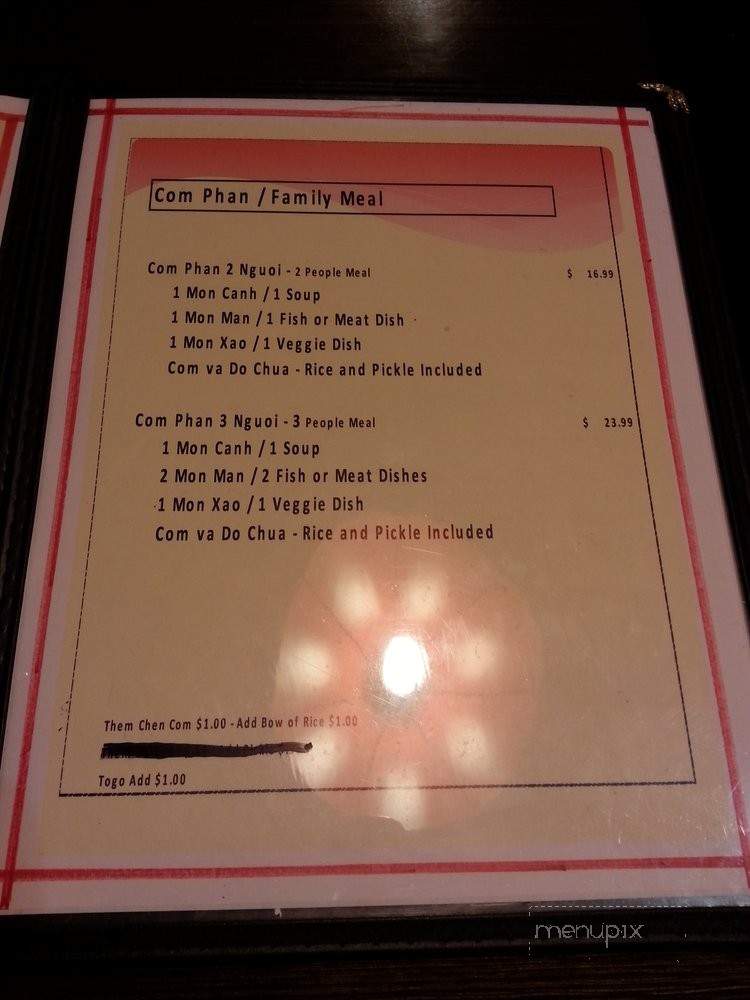 Com Phan / Family Meal
Com Phan 2 Nguoi - 2 People Meal $ 16.99
1 Mon Canh / 1 Soup
1 Mon Man / 1 Fish or Meat Dish
1 Mon Xao / 1 Veggie Dish
Com va Do Chua - Rice and Pickle Included
Com Phan 3 Nguoi - 3 People Meal $ 23.99
1 Mon Canh / 1 Soup
2 Mon Man / 2 Fish or Meat Dishes
1 Mon Xao / 1 Veggie Dish
Com va Do Chua - Rice and Pickle Included
Them Chen Com $1.00 - Add Bow of Rice $1.00
Togo Add $1.00
menupix